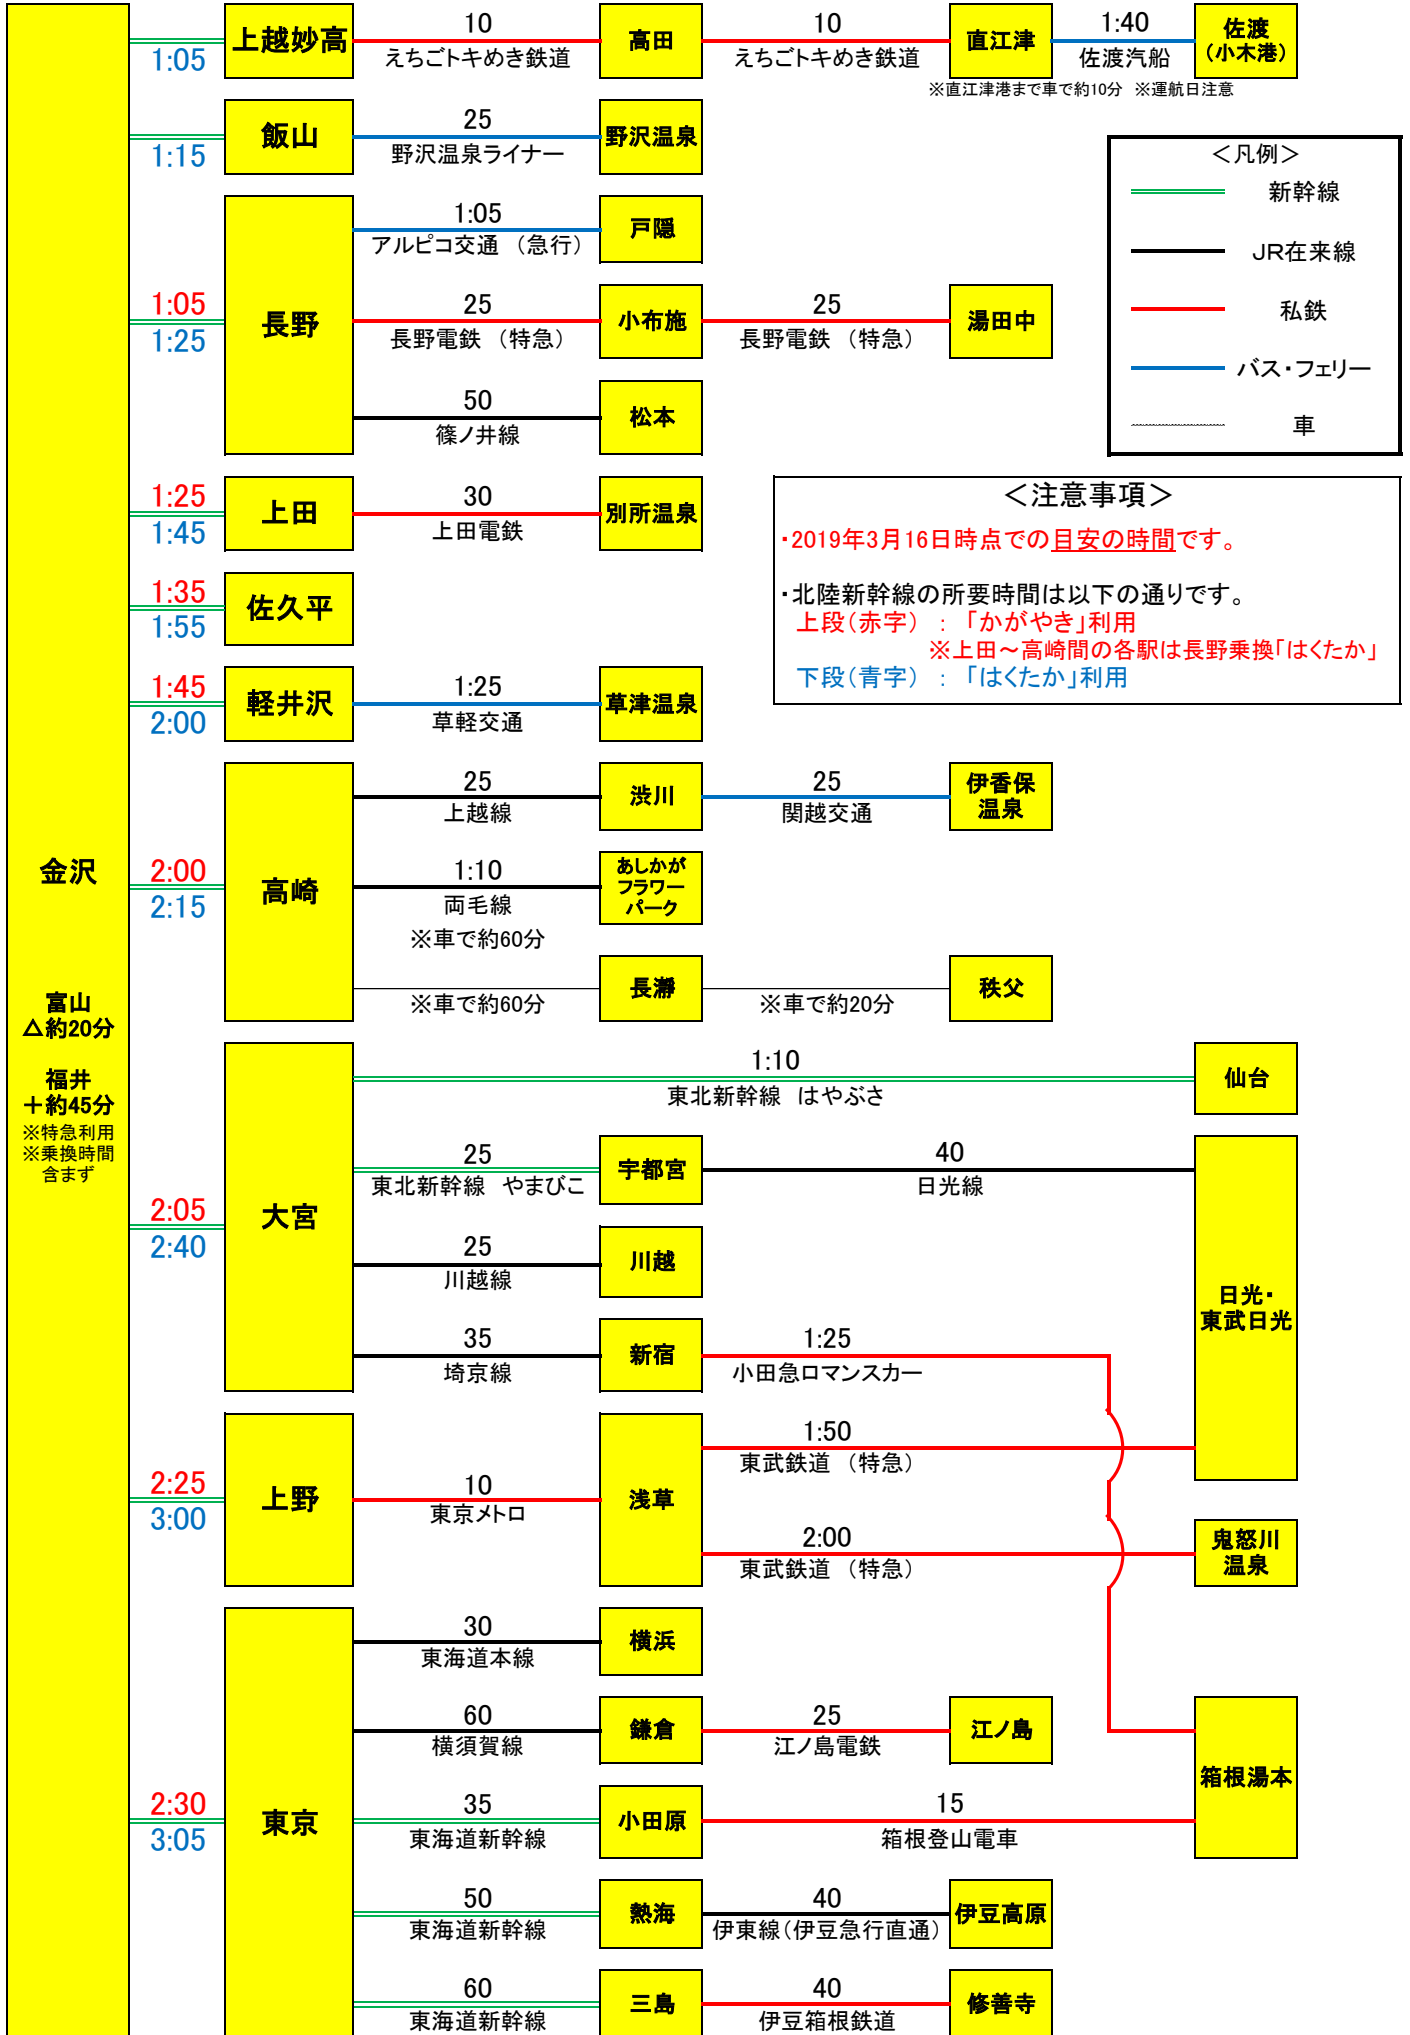 金沢
富山
△約20分
福井
＋約45分
※特急利用
※乗換時間
含まず
1:05
上越妙高
10
えちごトキめき鉄道
高田
10
えちごトキめき鉄道
直江津
1:40
佐渡汽船
佐渡
（小木港）
※直江津港まで車で約10分　※運航日注意
1:15
飯山
25
野沢温泉ライナー
野沢温泉
＜凡例＞
新幹線
JR在来線
私鉄
バス・フェリー
車
1:05
1:25
長野
1:05
アルピコ交通　（急行）
戸隠
25
長野電鉄　（特急）
小布施
25
長野電鉄　（特急）
湯田中
50
篠ノ井線
松本
1:25
1:45
上田
30
上田電鉄
別所温泉
＜注意事項＞
・2019年3月16日時点での目安の時間です。
・北陸新幹線の所要時間は以下の通りです。
上段（赤字）　：　「かがやき」利用
※上田～高崎間の各駅は長野乗換「はくたか」
下段（青字）　：　「はくたか」利用
1:35
1:55
佐久平
1:45
2:00
軽井沢
1:25
草軽交通
草津温泉
2:00
2:15
高崎
25
上越線
渋川
25
関越交通
伊香保
温泉
1:10
両毛線
※車で約60分
あしかが
フラワー
パーク
※車で約60分
長瀞
※車で約20分
秩父
2:05
2:40
大宮
1:10
東北新幹線　はやぶさ
仙台
25
東北新幹線　やまびこ
宇都宮
40
日光線
日光・
東武日光
25
川越線
川越
35
埼京線
新宿
1:25
小田急ロマンスカー
2:25
3:00
上野
10
東京メトロ
浅草
1:50
東武鉄道　（特急）
2:00
東武鉄道　（特急）
鬼怒川
温泉
2:30
3:05
東京
30
東海道本線
横浜
60
横須賀線
鎌倉
25
江ノ島電鉄
江ノ島
35
東海道新幹線
小田原
15
箱根登山電車
箱根湯本
50
東海道新幹線
熱海
40
伊東線（伊豆急行直通）
伊豆高原
60
東海道新幹線
三島
40
伊豆箱根鉄道
修善寺